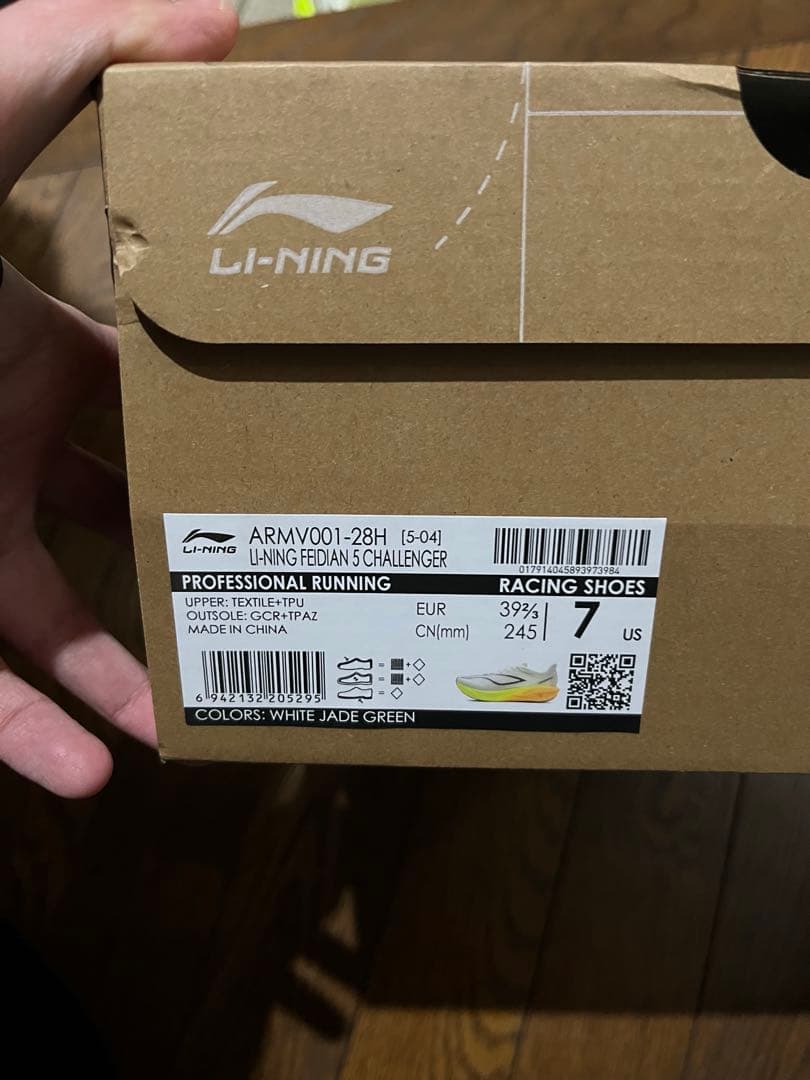 LI-NING
LI-NING
ARMV001-28H [5-04]
LI-NING FEIDIAN 5 CHALLENGER
017914045893973984
PROFESSIONAL RUNNING RACING SHOES
UPPER: TEXTILE+TPU
OUTSOLE: GCR+TPAZ
MADE IN CHINA
EUR 39⅔
CN(mm) 245
7 US
6 942132 205295
COLORS: WHITE JADE GREEN